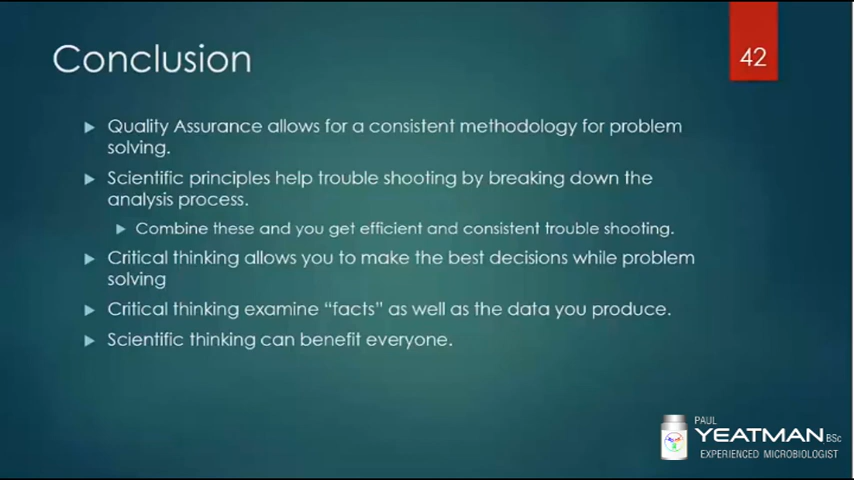 Conclusion
42
Quality Assurance allows for a consistent methodology for problem
solving.
Scientific principles help trouble shooting by breaking down the
analysis process.
Combine these and you get efficient and consistent trouble shooting.
Critical thinking allows you to make the best decisions while problem
solving
Critical thinking examine “facts” as well as the data you produce.
Scientific thinking can benefit everyone.
PAUL
YEATMAN BSc
EXPERIENCED MICROBIOLOGIST